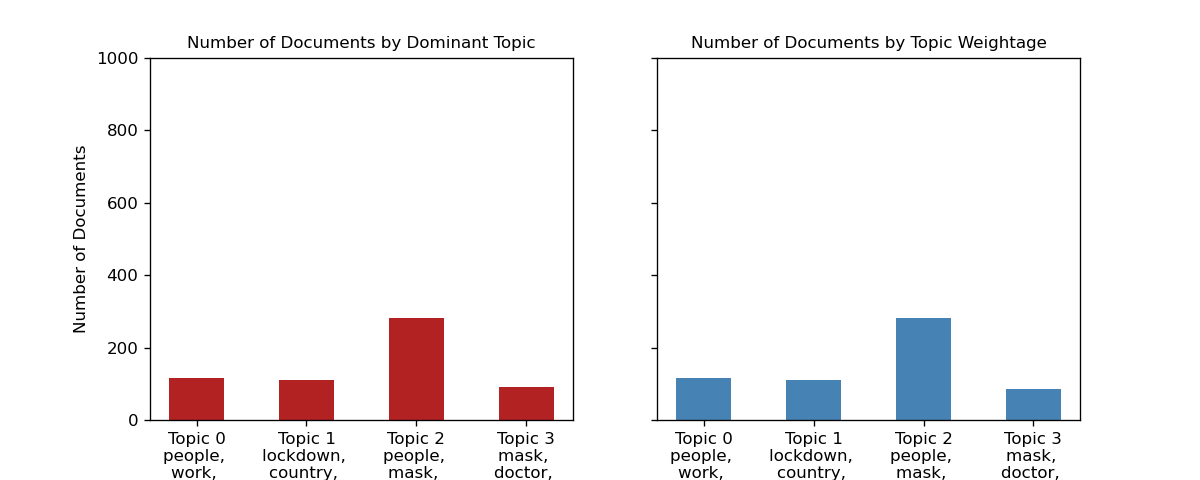 Number of Documents by Dominant Topic
Number of Documents
1000
800
600
400
200
0
Topic 0
people,
work,
Topic 1
lockdown,
country,
Topic 2
people,
mask,
Topic 3
mask,
doctor,
Number of Documents by Topic Weightage
Topic 0
people,
work,
Topic 1
lockdown,
country,
Topic 2
people,
mask,
Topic 3
mask,
doctor,